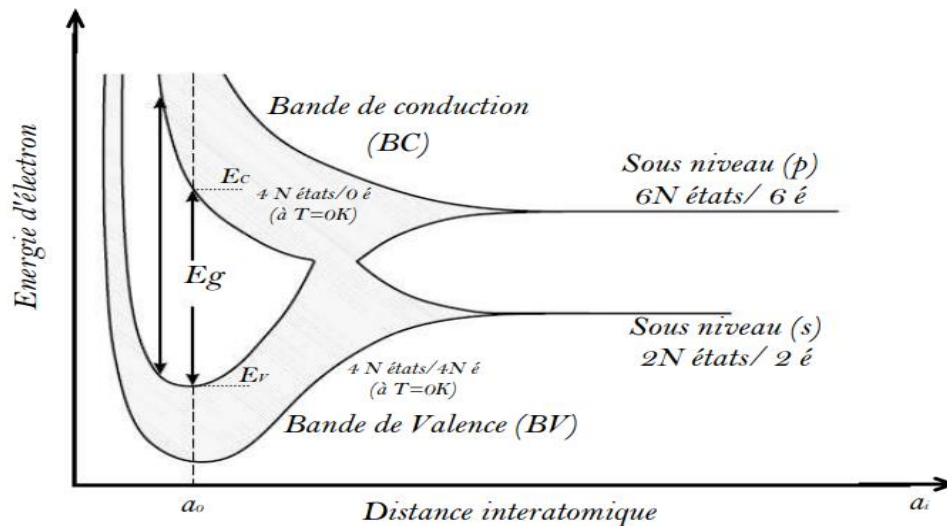 Energie d'électron
Bande de conduction
(BC)
Sous niveau (p)
6N états/ 6 é
Ec
4 N états/0 é
(à T=0K)
Eg
Sous niveau (s)
2N états/ 2 é
Ev
4 N états/4N é
(à T=0K)
Bande de Valence (BV)
ao
Distance interatomique
ai